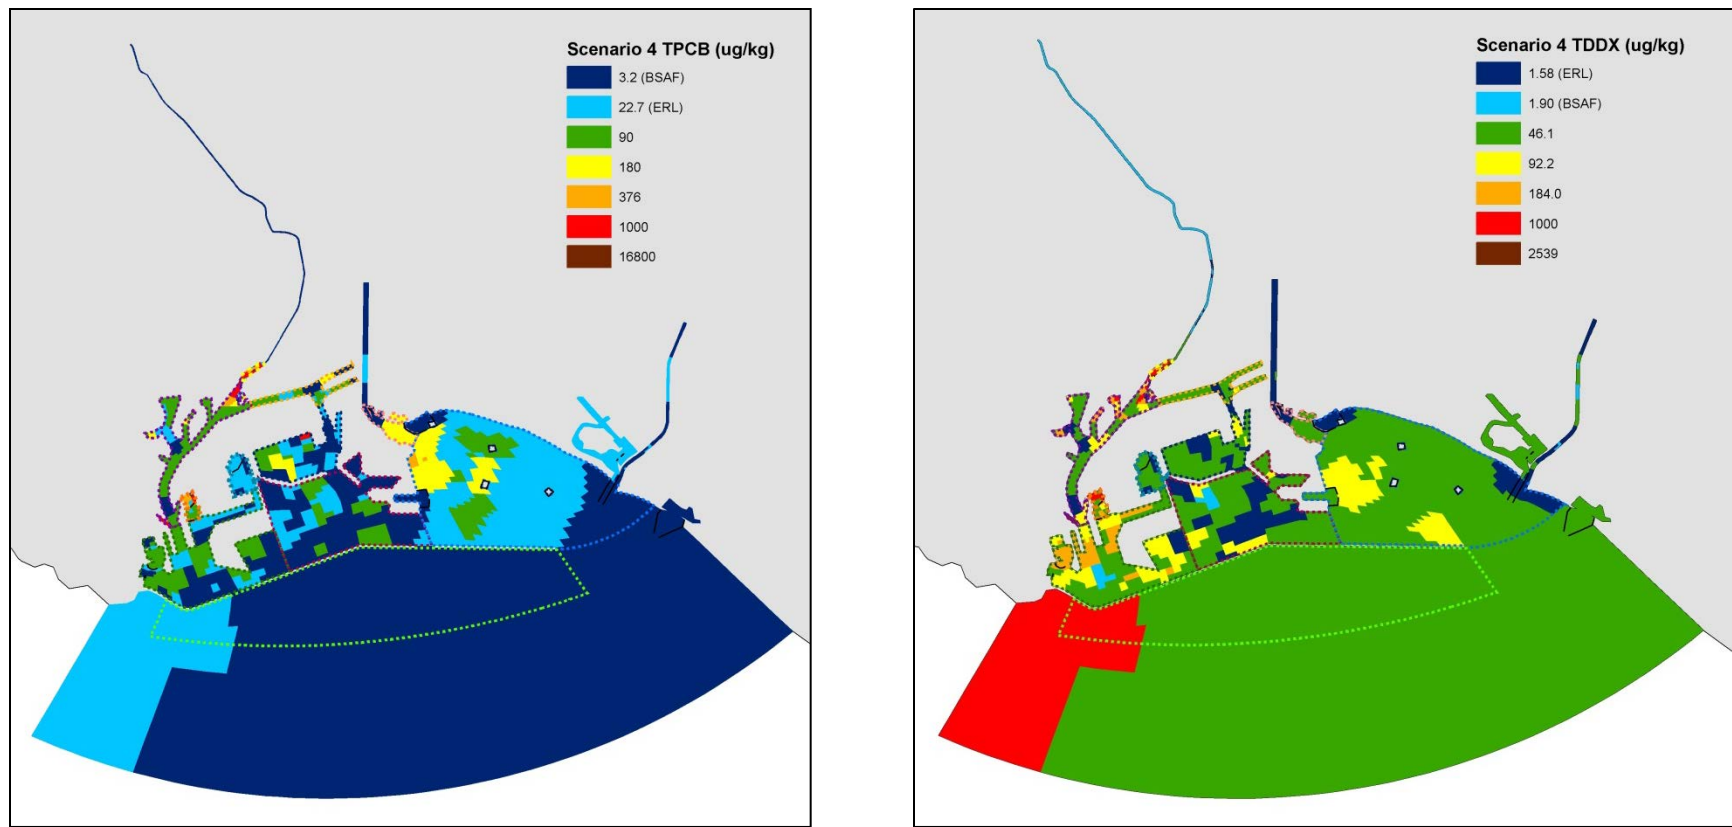 Scenario 4 TPCB (ug/kg)
3.2 (BSAF)
22.7 (ERL)
90
180
376
1000
16800
Scenario 4 TDDX (ug/kg)
1.58 (ERL)
1.90 (BSAF)
46.1
92.2
184.0
1000
2539